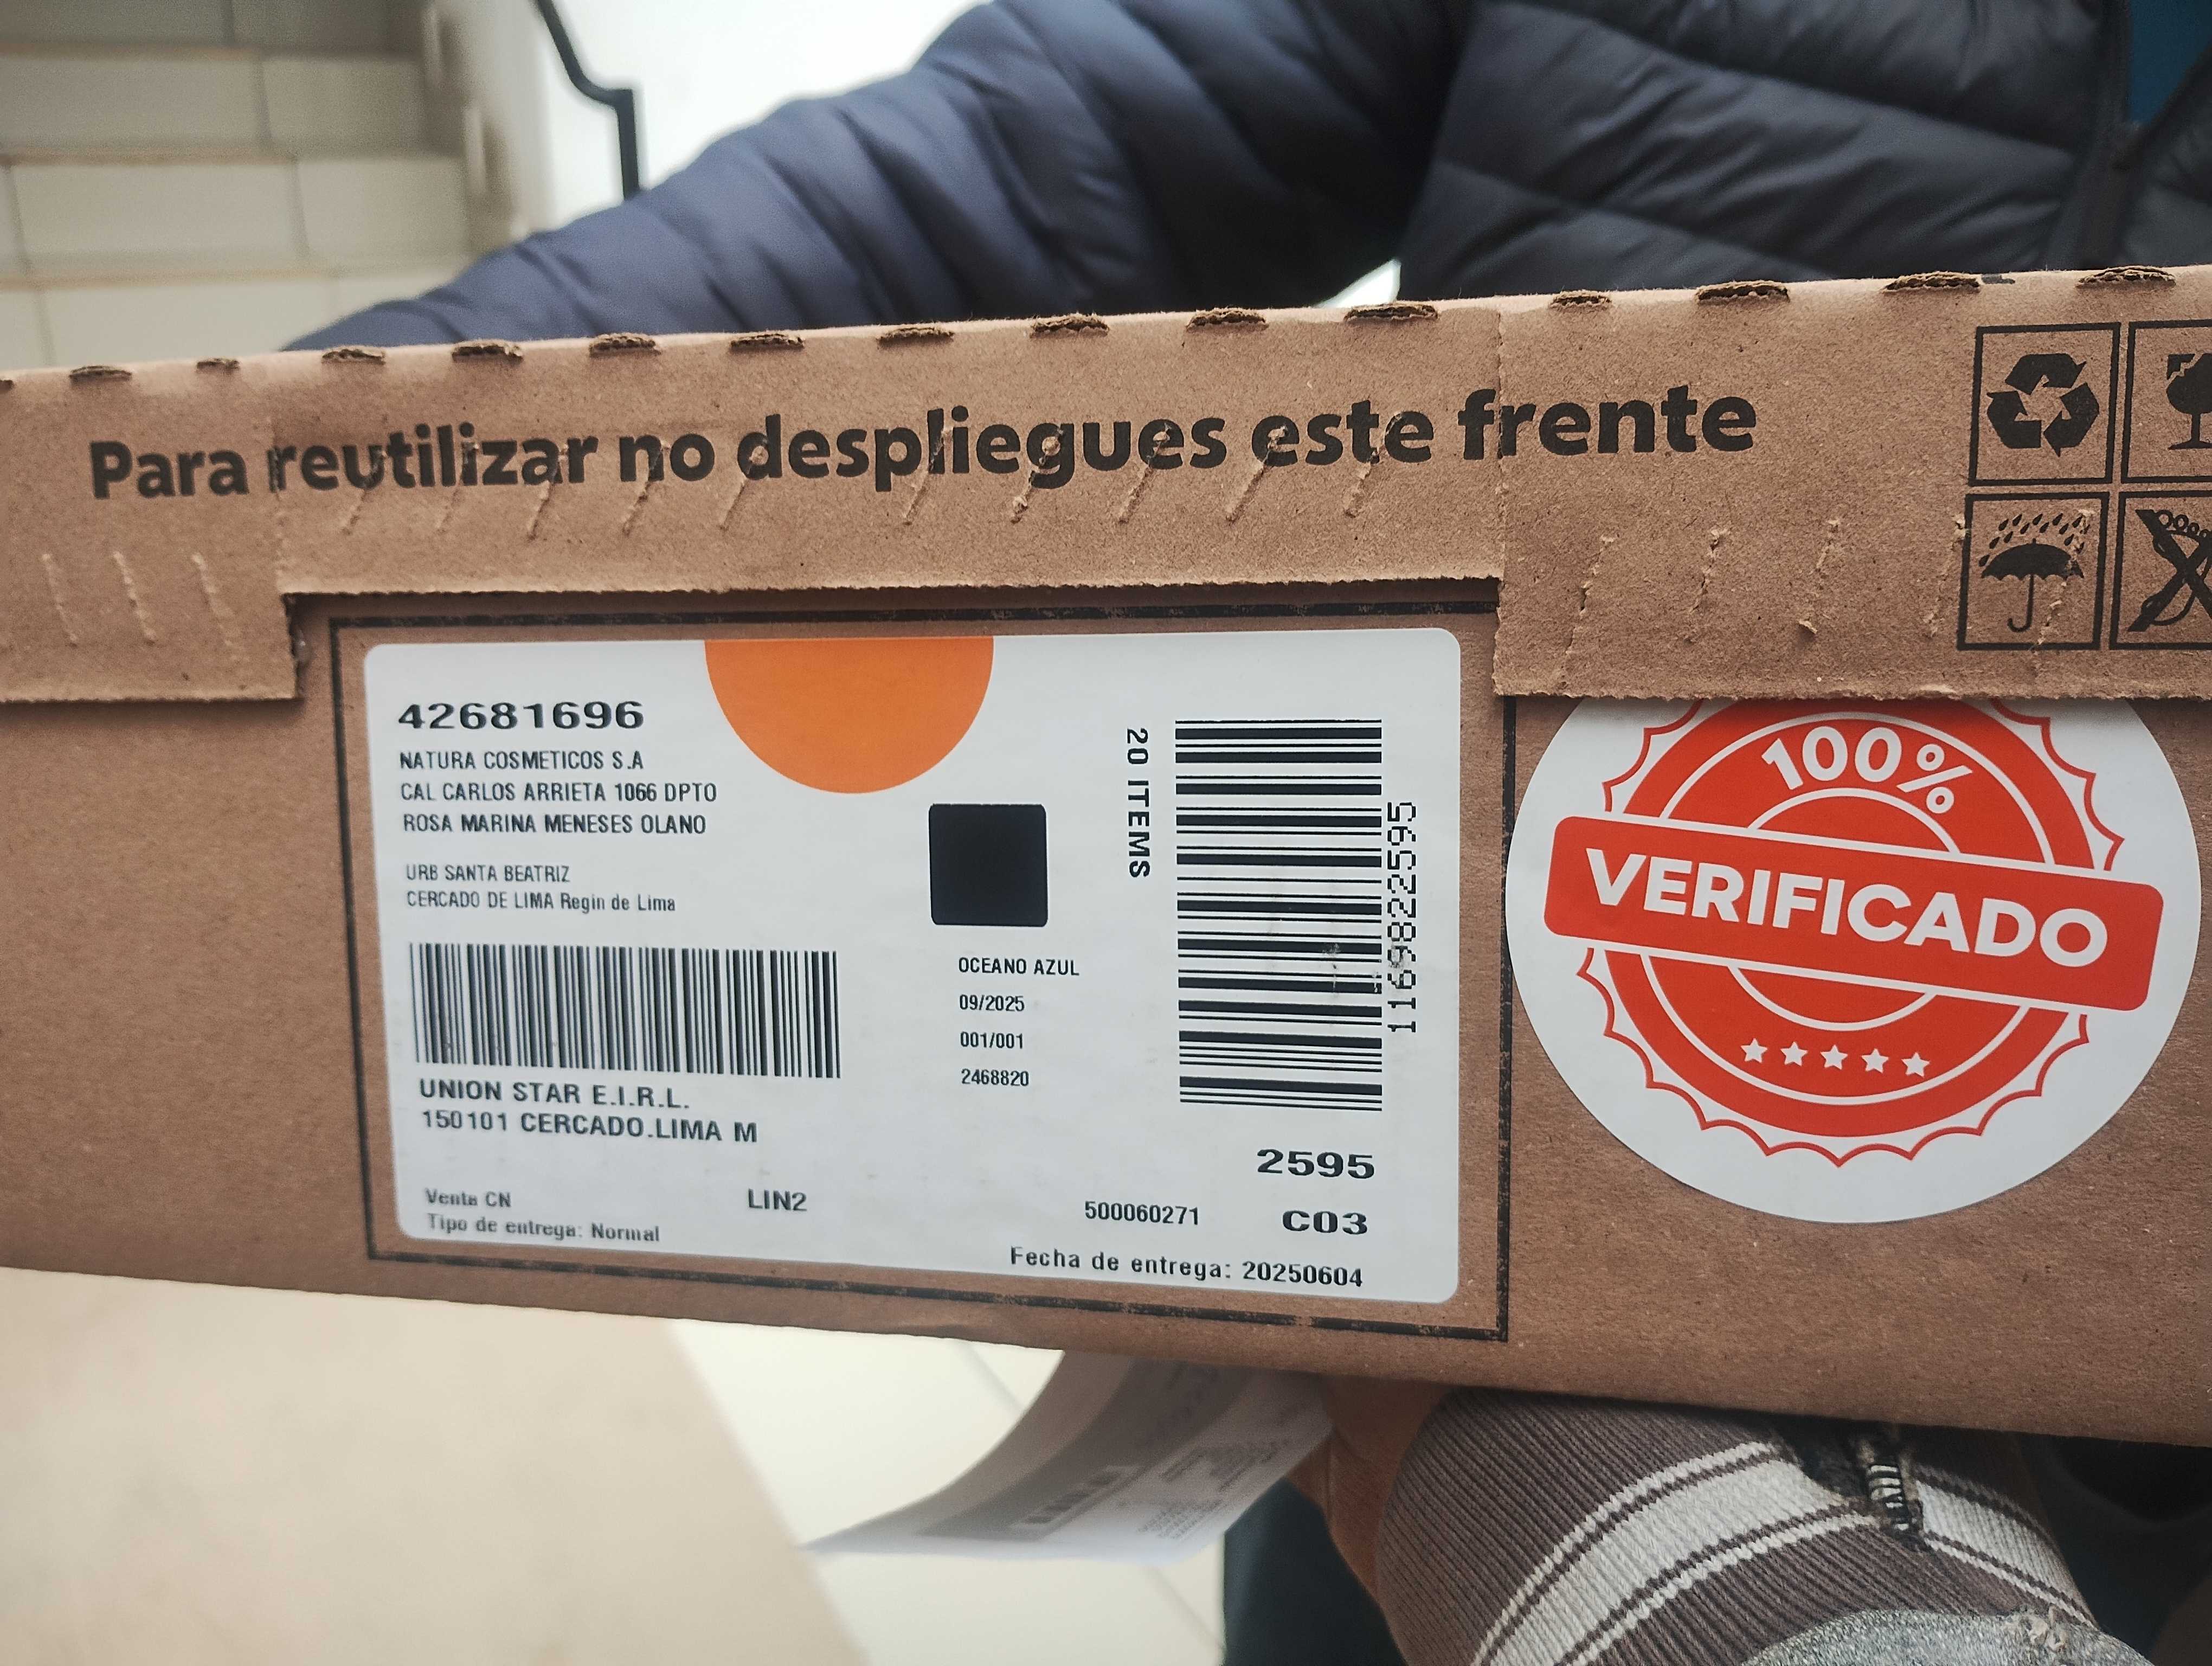 Para reutilizar no despliegues este frente
42681696
NATURA COSMETICOS S.A
CAL CARLOS ARRIETA 1066 DPTO
ROSA MARINA MENESES OLANO
URB SANTA BEATRIZ
CERCADO DE LIMA Regin de Lima
UNION STAR E.I.R.L.
150101 CERCADO.LIMA M
Venta CN
LIN2
Tipo de entrega: Normal
OCEANO AZUL
09/2025
001/001
2468820
20 ITEMS
1169822595
2595
500060271
C03
Fecha de entrega: 20250604
100%
VERIFICADO